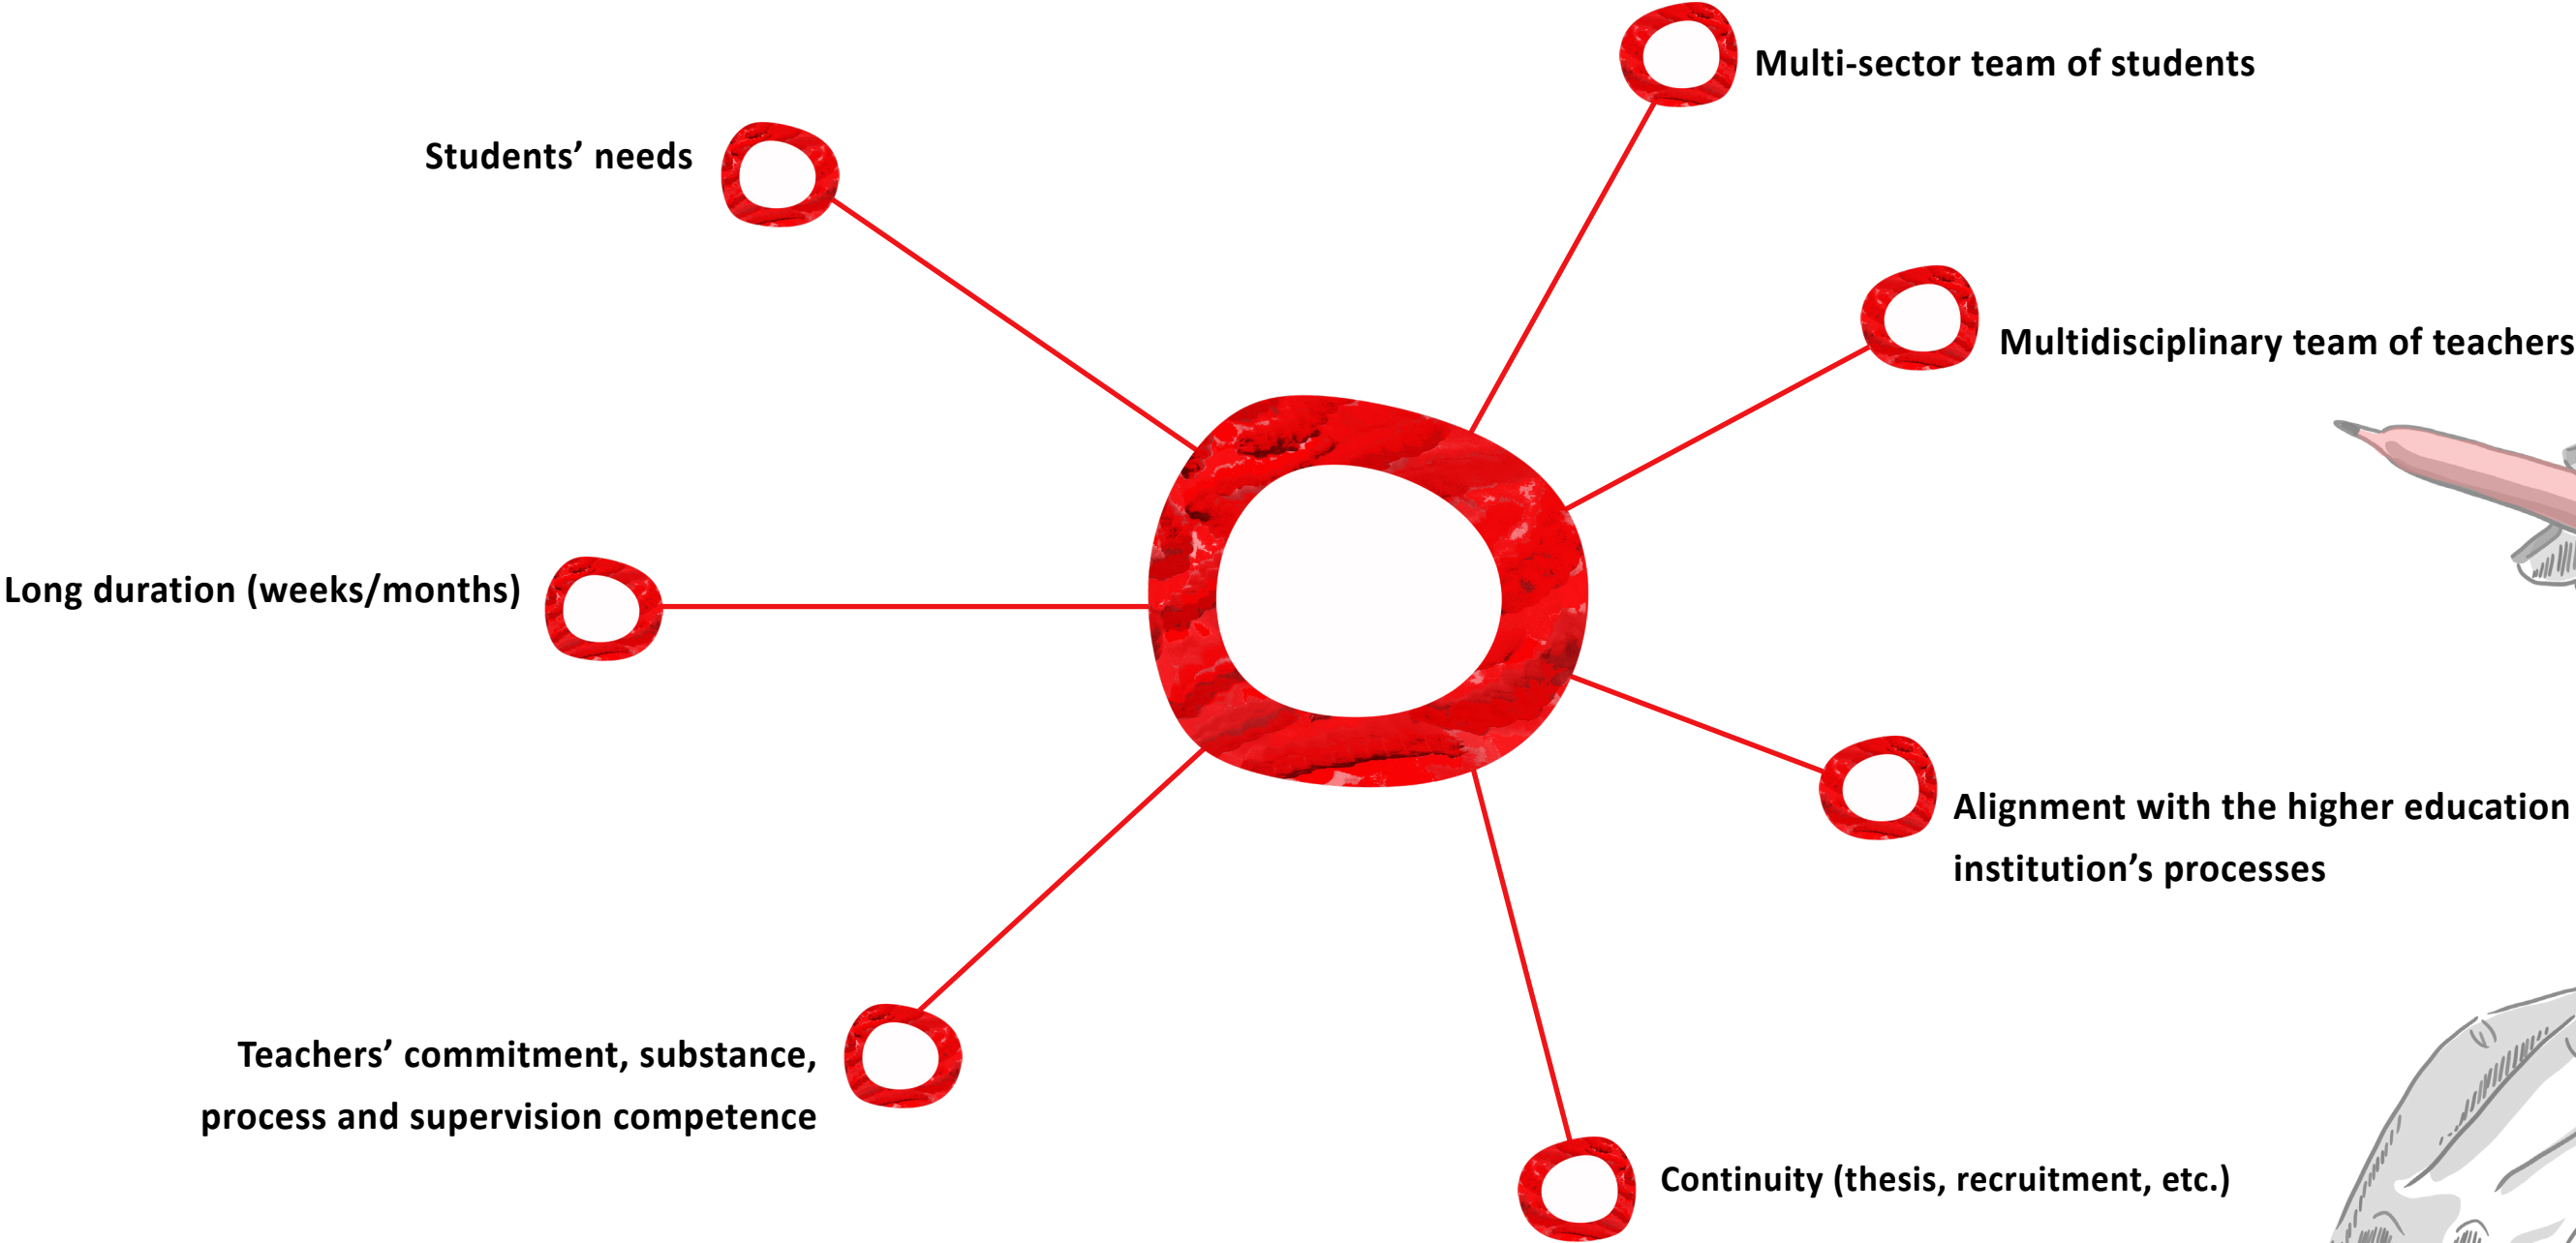 Multi-sector team of students
Students’ needs
Multidisciplinary team of teachers
Long duration (weeks/months)
Alignment with the higher education
institution’s processes
Teachers’ commitment, substance,
process and supervision competence
Continuity (thesis, recruitment, etc.)